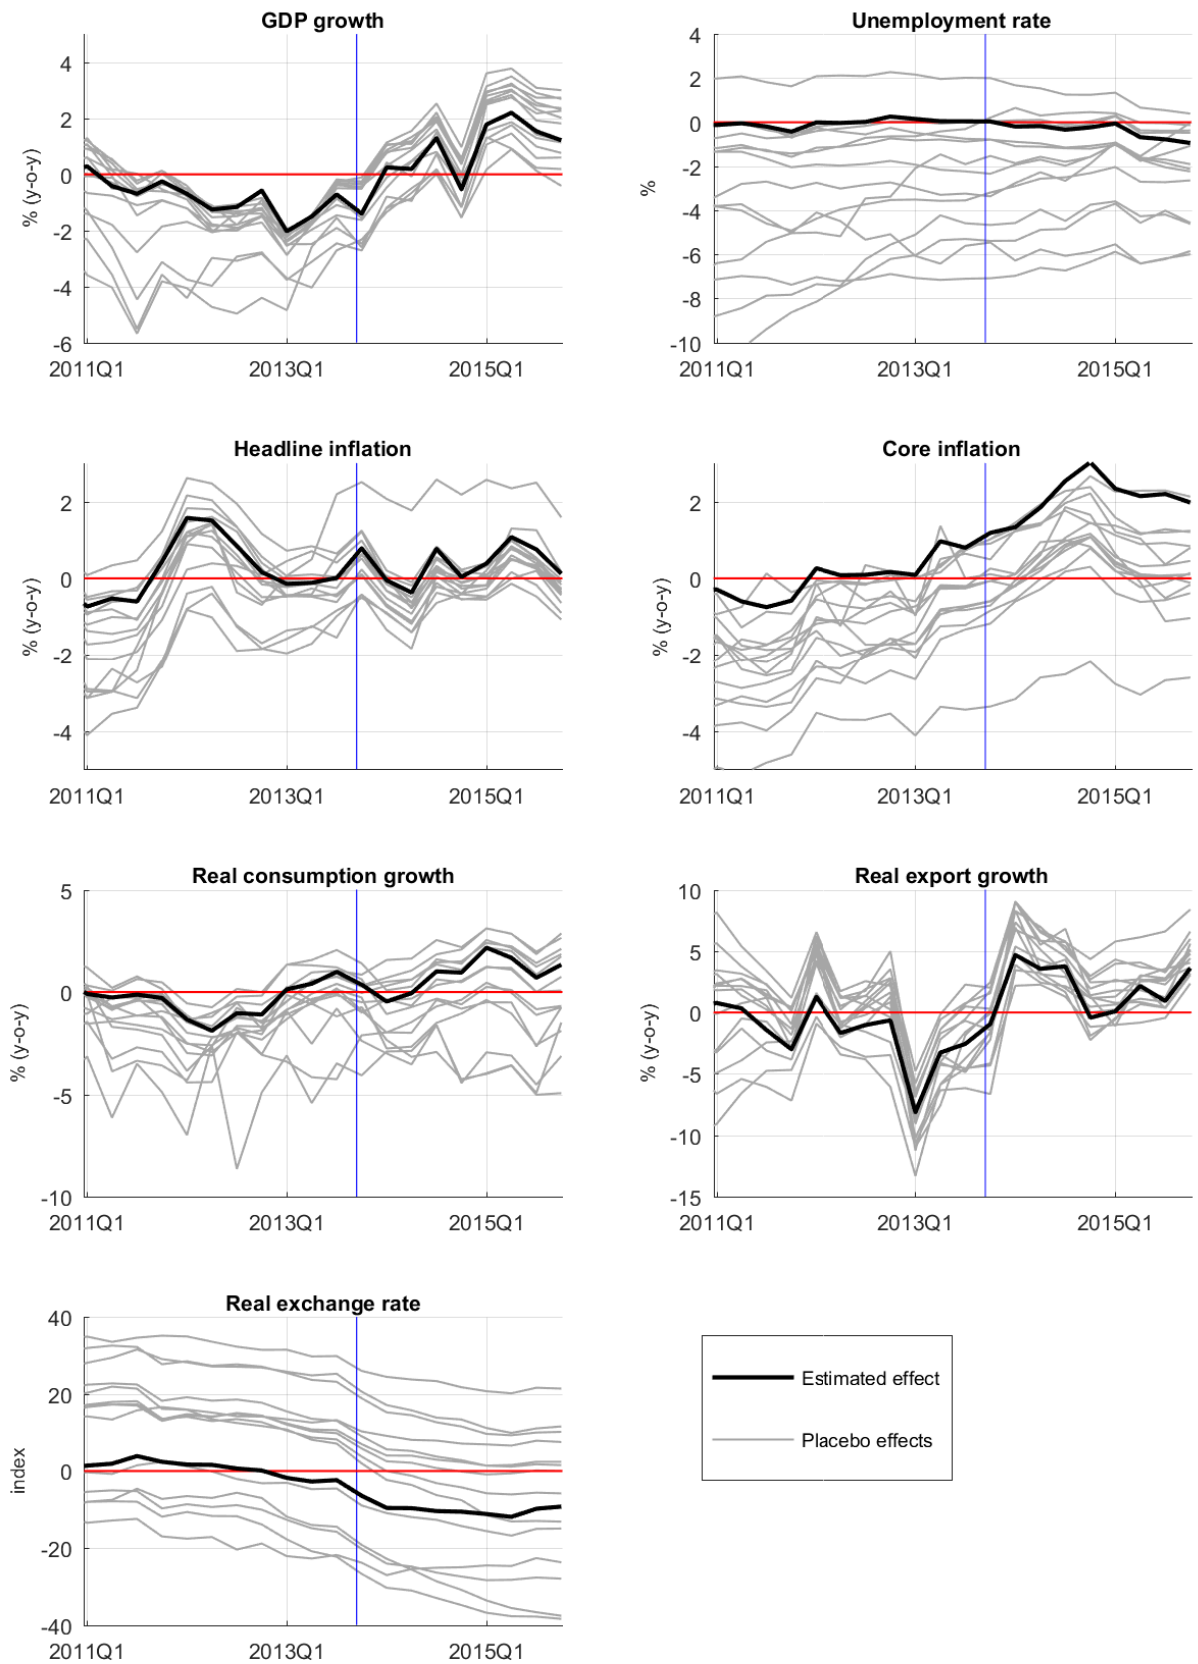 GDP growth
Unemployment rate
% (y-o-y)
4
2
0
-2
-4
-6
2011Q1
2013Q1
2015Q1
%
4
2
0
-2
-4
-6
-8
-10
2011Q1
2013Q1
2015Q1
Headline inflation
Core inflation
% (y-o-y)
2
0
-2
-4
2011Q1
2013Q1
2015Q1
% (y-o-y)
2
0
-2
-4
2011Q1
2013Q1
2015Q1
Real consumption growth
Real export growth
% (y-o-y)
5
0
-5
-10
2011Q1
2013Q1
2015Q1
% (y-o-y)
10
5
0
-5
-10
-15
2011Q1
2013Q1
2015Q1
Real exchange rate
index
40
20
0
-20
-40
2011Q1
2013Q1
2015Q1
Estimated effect
Placebo effects